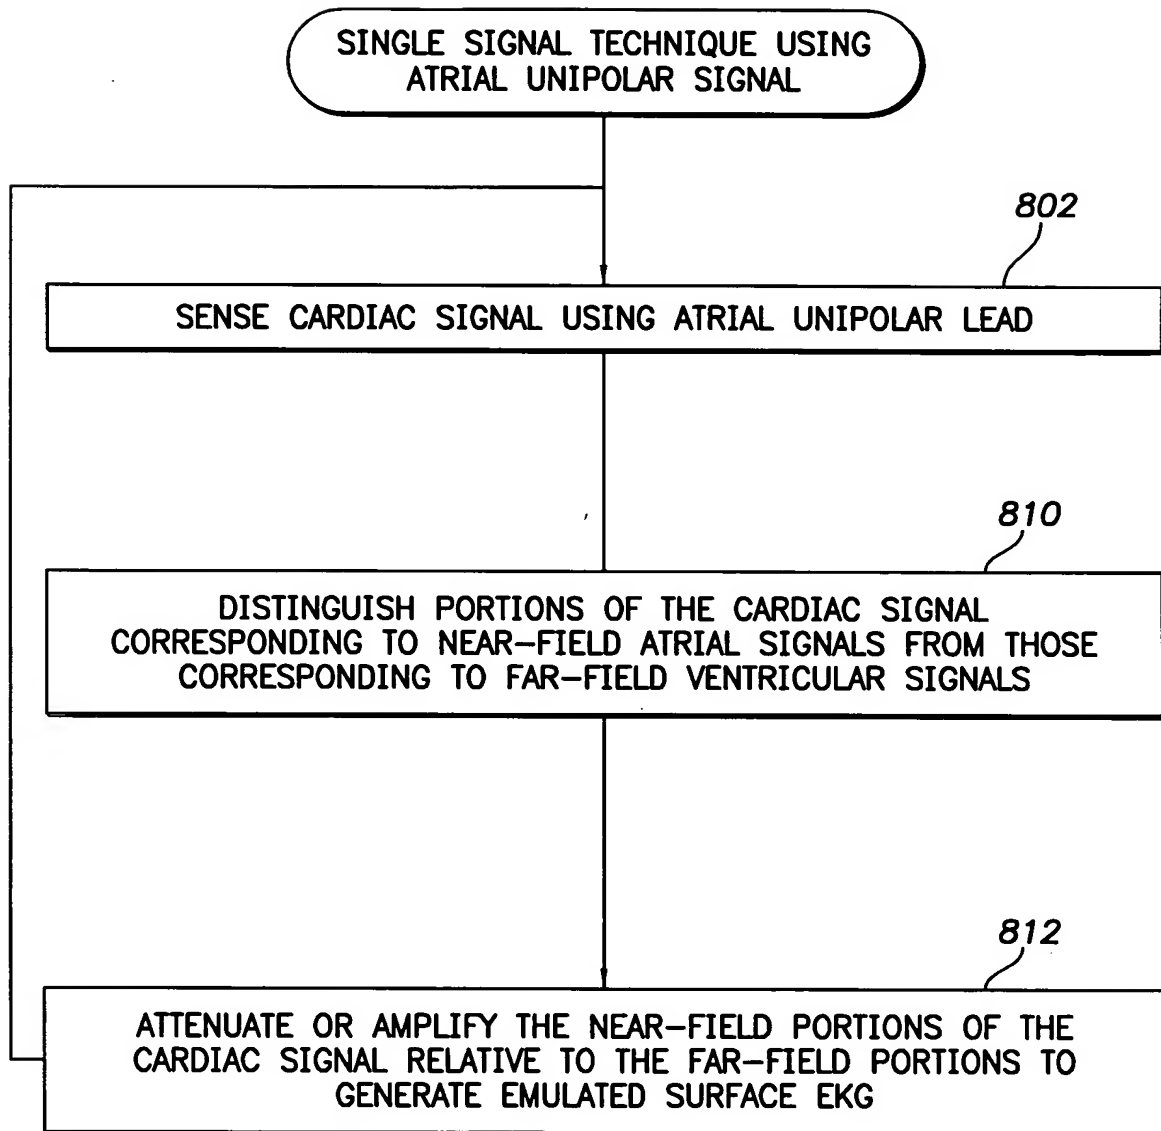 SINGLE SIGNAL TECHNIQUE USING
ATRIAL UNIPOLAR SIGNAL
802
SENSE CARDIAC SIGNAL USING ATRIAL UNIPOLAR LEAD
810
DISTINGUISH PORTIONS OF THE CARDIAC SIGNAL
CORRESPONDING TO NEAR-FIELD ATRIAL SIGNALS FROM THOSE
CORRESPONDING TO FAR-FIELD VENTRICULAR SIGNALS
812
ATTENUATE OR AMPLIFY THE NEAR-FIELD PORTIONS OF THE
CARDIAC SIGNAL RELATIVE TO THE FAR-FIELD PORTIONS TO
GENERATE EMULATED SURFACE EKG